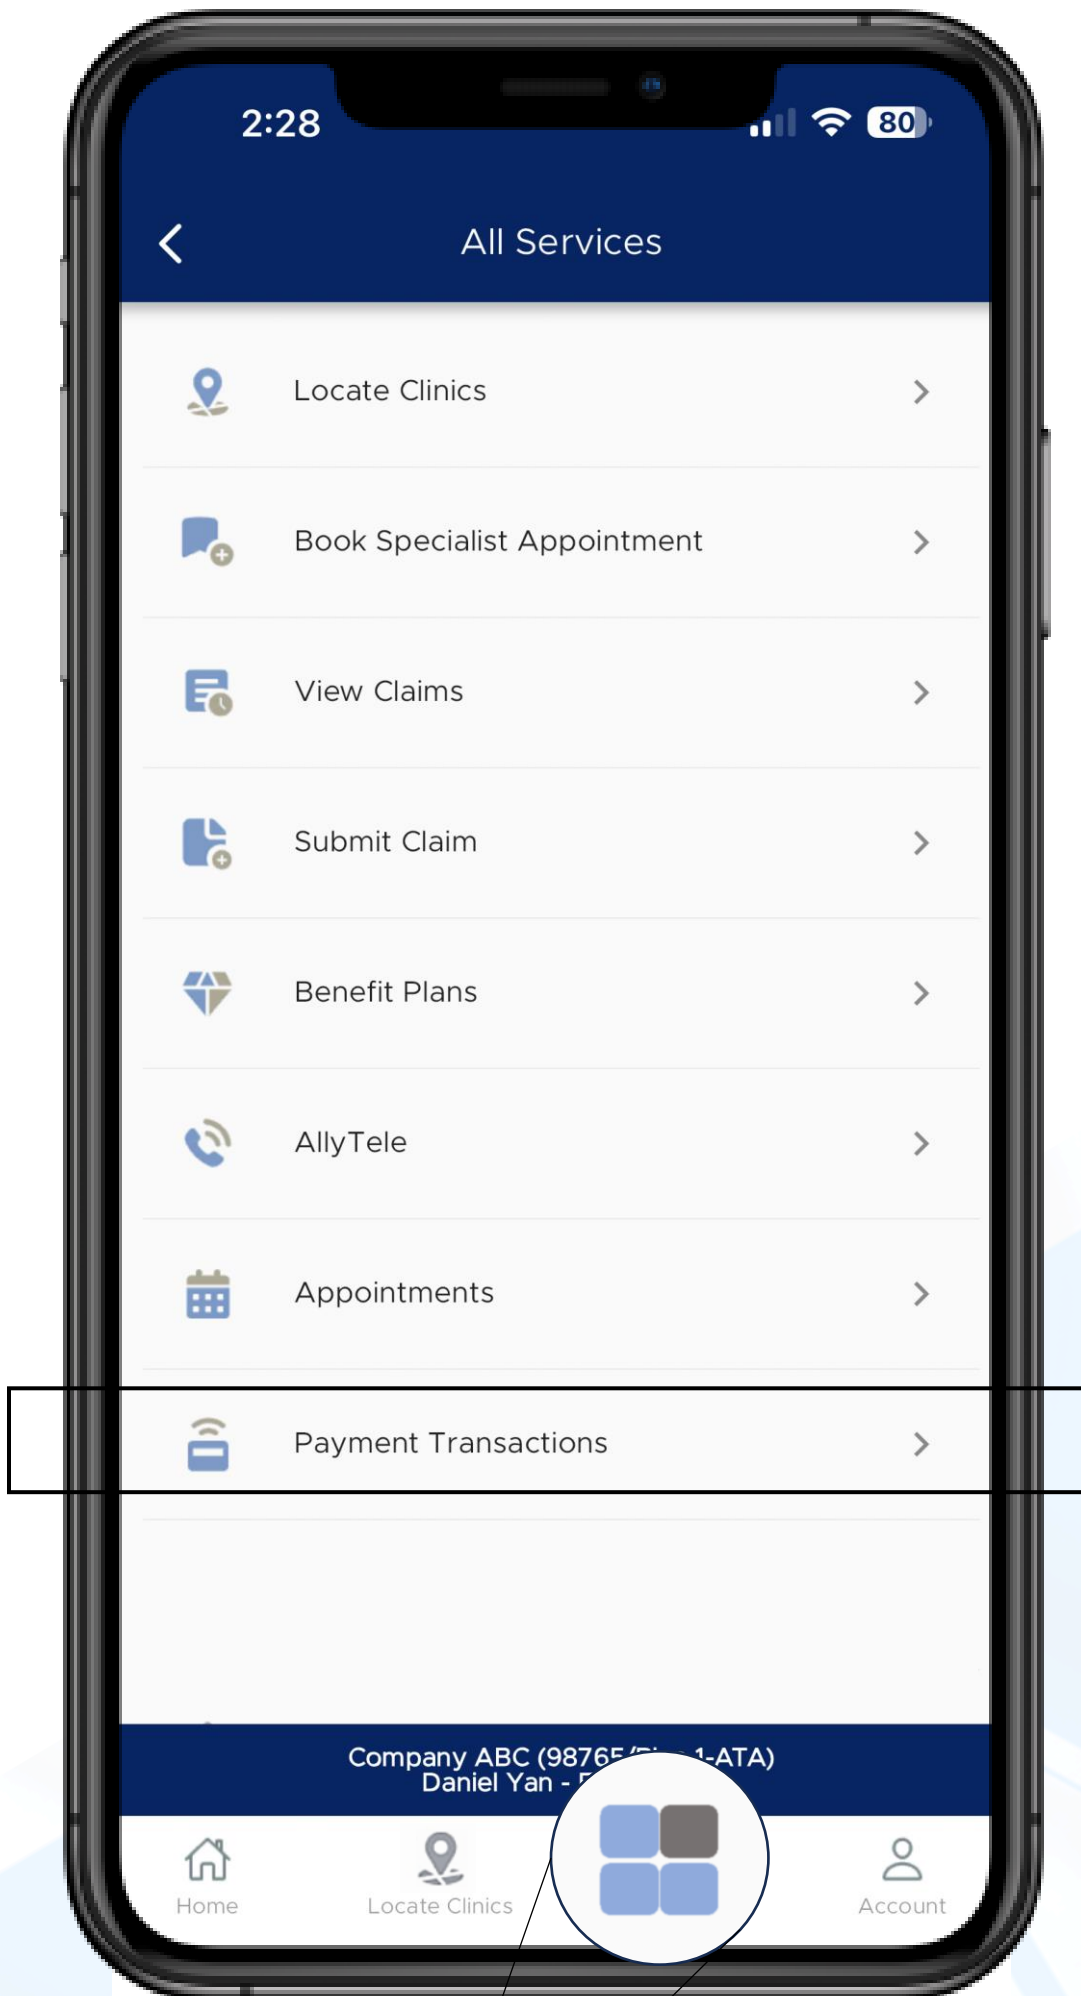 2:28
80
All Services
Locate Clinics
Book Specialist Appointment
View Claims
Submit Claim
Benefit Plans
AllyTele
Appointments
Payment Transactions
Company ABC (98765/ 1-ATA)
Daniel Yan -
Home
Locate Clinics
Account